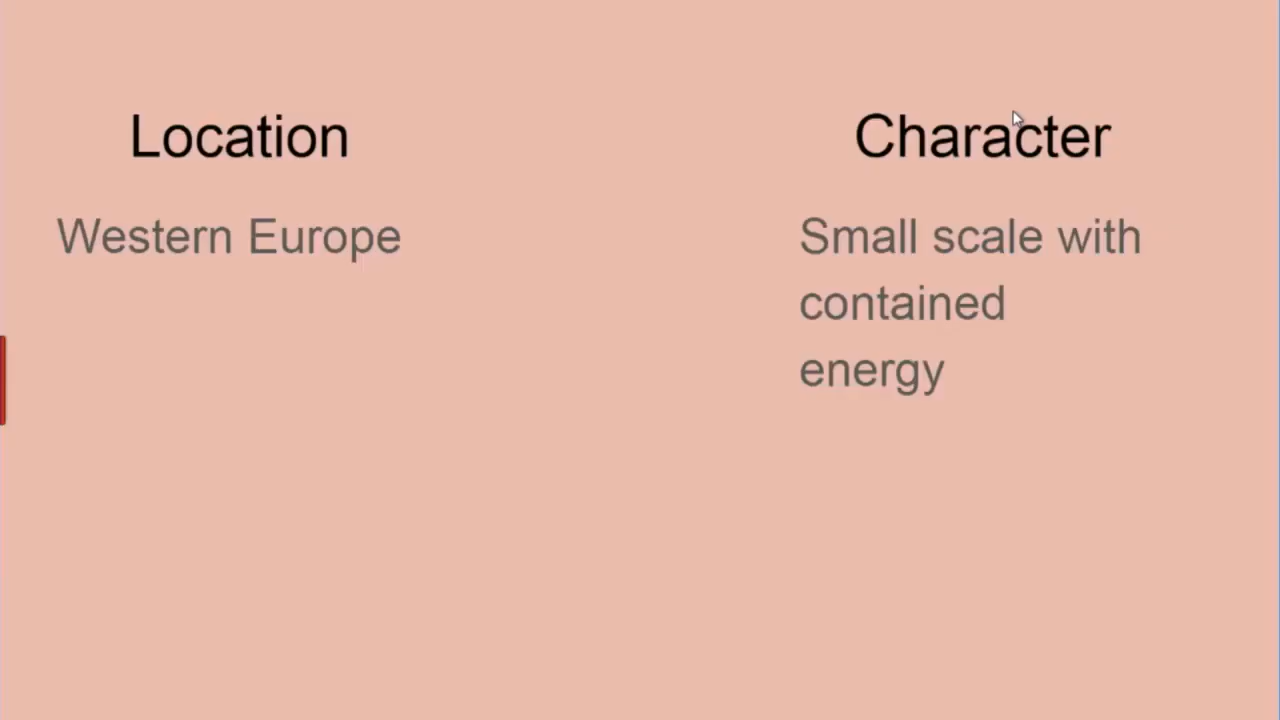 Location
Western Europe
Character
Small scale with
contained
energy